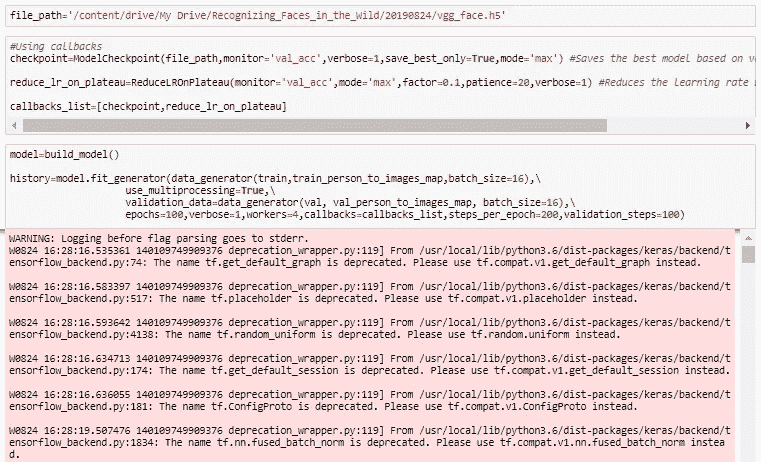 file_path='/content/drive/My Drive/Recognizing_Faces_in_the_Wild/20190824/vgg_face.h5'
#Using callbacks
checkpoint=ModelCheckpoint(file_path,monitor='val_acc',verbose=1,save_best_only=True,mode='max') #Saves the best model based on v
reduce_lr_on_plateau=ReduceLROnPlateau(monitor='val_acc',mode='max',factor=0.1,patience=20,verbose=1) #Reduces the learning rate
callbacks_list=[checkpoint,reduce_lr_on_plateau]
model=build_model()
history=model.fit_generator(data_generator(train,train_person_to_images_map,batch_size=16),\
use_multiprocessing=True,\
validation_data=data_generator(val, val_person_to_images_map, batch_size=16),\
epochs=100,verbose=1,workers=4,callbacks=callbacks_list,steps_per_epoch=200,validation_steps=100)
WARNING: Logging before flag parsing goes to stderr.
W0824 16:28:16.535361 140109749909376 deprecation_wrapper.py:119] From /usr/local/lib/python3.6/dist-packages/keras/backend/t
ensorflow_backend.py:74: The name tf.get_default_graph is deprecated. Please use tf.compat.v1.get_default_graph instead.
W0824 16:28:16.583397 140109749909376 deprecation_wrapper.py:119] From /usr/local/lib/python3.6/dist-packages/keras/backend/t
ensorflow_backend.py:517: The name tf.placeholder is deprecated. Please use tf.compat.v1.placeholder instead.
W0824 16:28:16.593642 140109749909376 deprecation_wrapper.py:119] From /usr/local/lib/python3.6/dist-packages/keras/backend/t
ensorflow_backend.py:4138: The name tf.random_uniform is deprecated. Please use tf.random.uniform instead.
W0824 16:28:16.634713 140109749909376 deprecation_wrapper.py:119] From /usr/local/lib/python3.6/dist-packages/keras/backend/t
ensorflow_backend.py:174: The name tf.get_default_session is deprecated. Please use tf.compat.v1.get_default_session instead.
W0824 16:28:16.636055 140109749909376 deprecation_wrapper.py:119] From /usr/local/lib/python3.6/dist-packages/keras/backend/t
ensorflow_backend.py:181: The name tf.ConfigProto is deprecated. Please use tf.compat.v1.ConfigProto instead.
W0824 16:28:19.507476 140109749909376 deprecation_wrapper.py:119] From /usr/local/lib/python3.6/dist-packages/keras/backend/t
ensorflow_backend.py:1834: The name tf.nn.fused_batch_norm is deprecated. Please use tf.compat.v1.nn.fused_batch_norm instea
d.